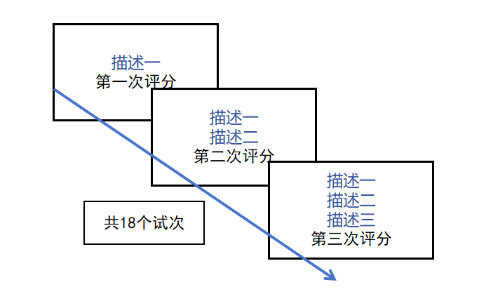 描述一
第一次评分
描述一
描述二
第二次评分
描述一
描述二
描述三
第三次评分
共18个试次